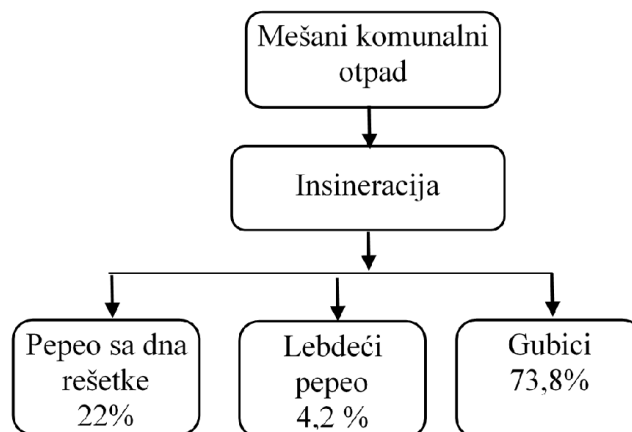 Mešani komunalni
otpad
Insineracija
Pepeo sa dna
rešetke
22%
Lebdeći
pepeo
4,2 %
Gubici
73,8%